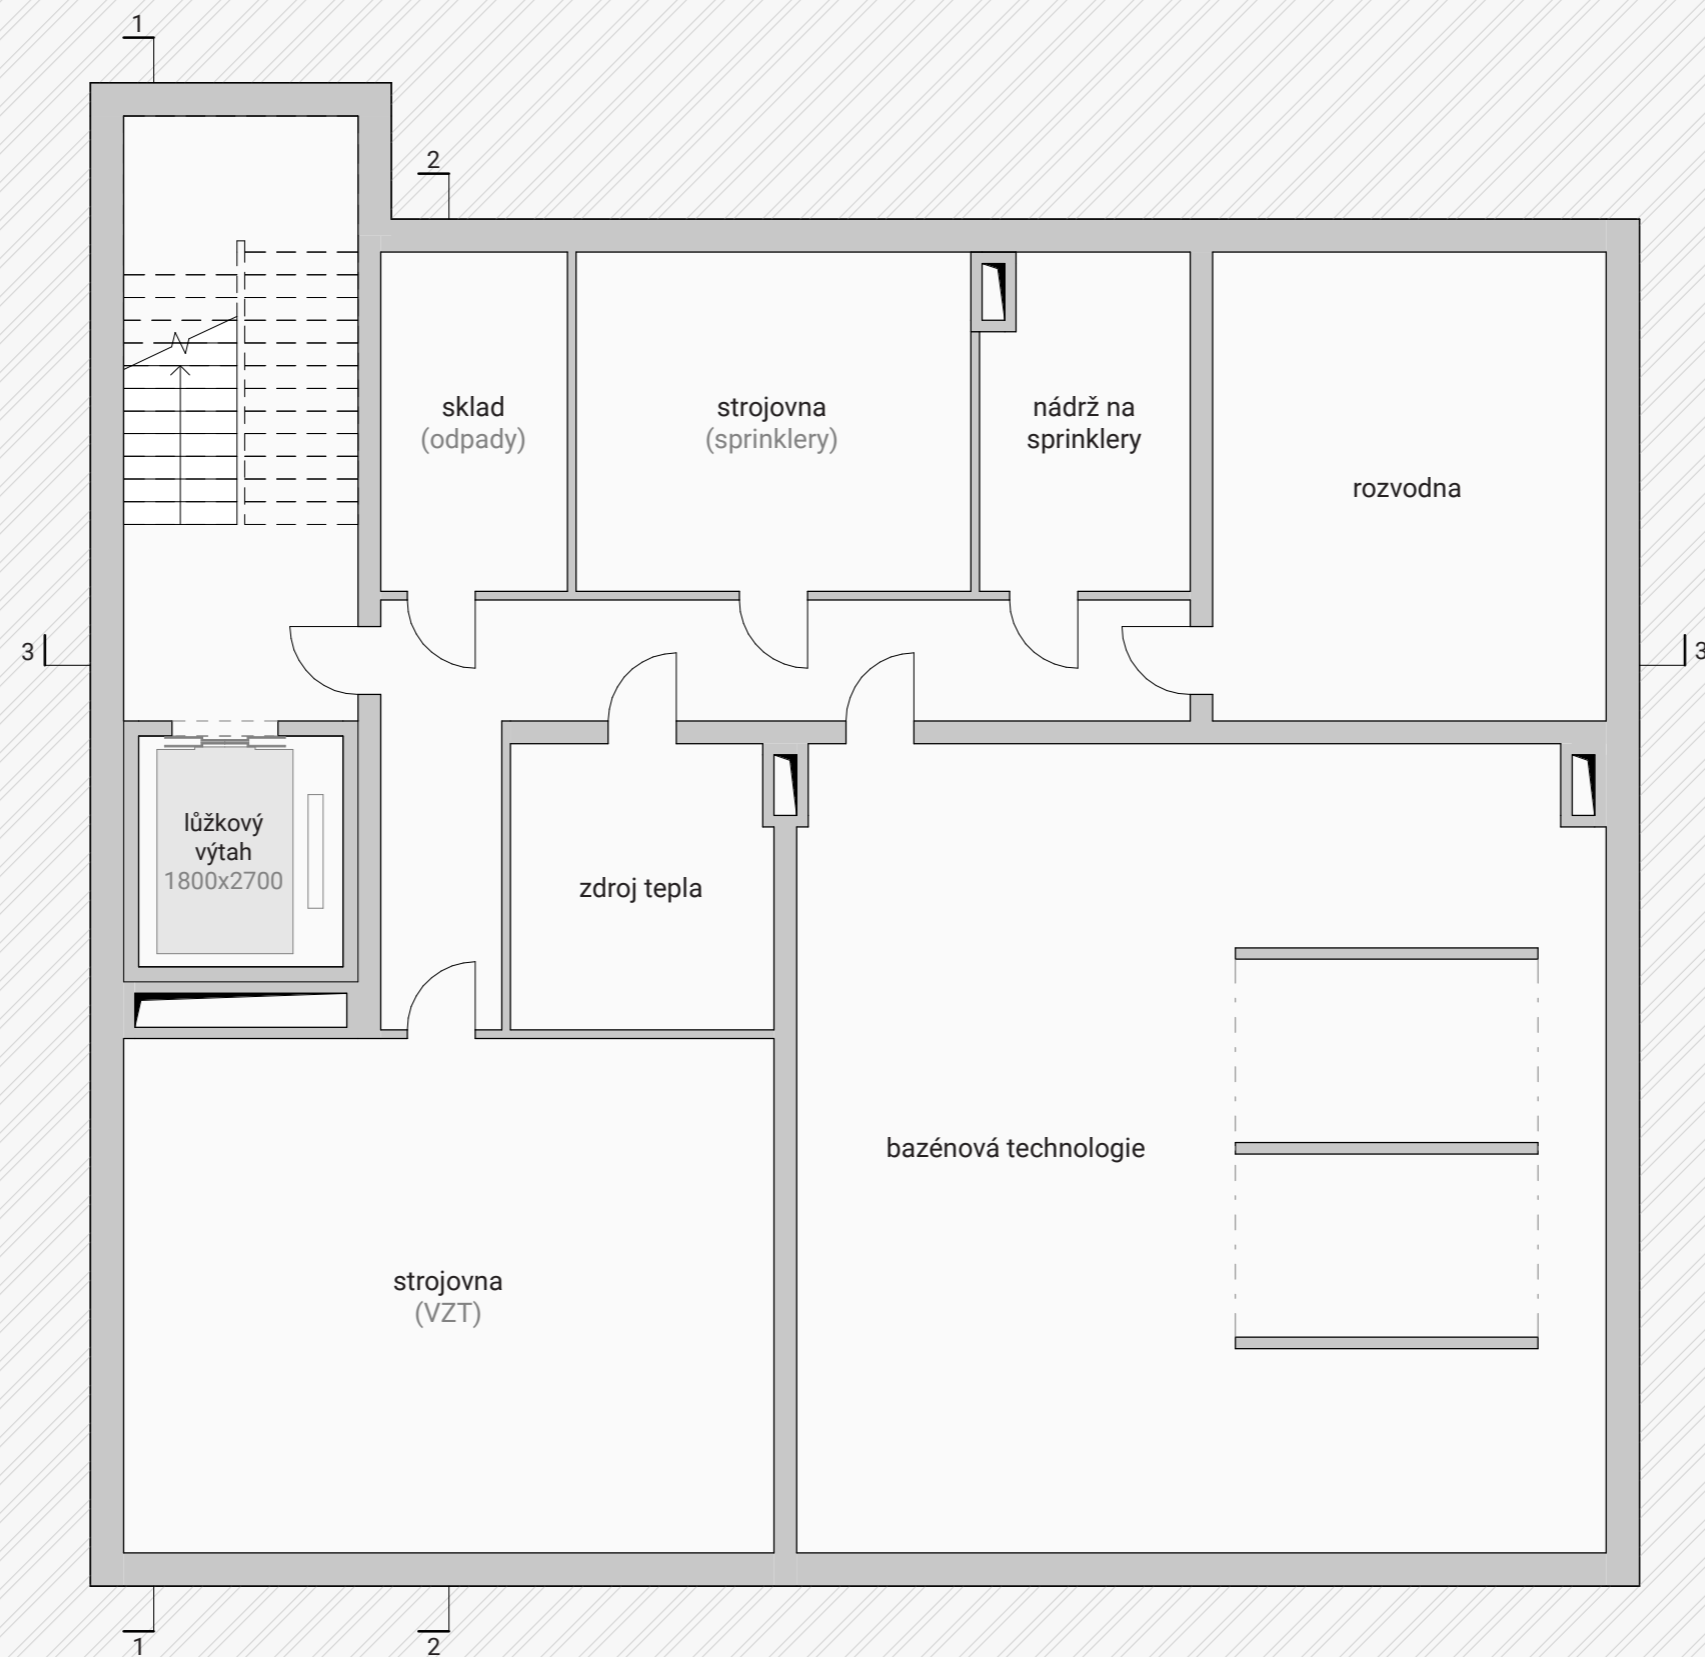 1
2
sklad
(odpady)
strojovna
(sprinklery)
nádrž na
sprinklery
rozvodna
3
3
lůžkový
výtah
1800x2700
zdroj tepla
bazénová technologie
strojovna
(VZT)
1
2